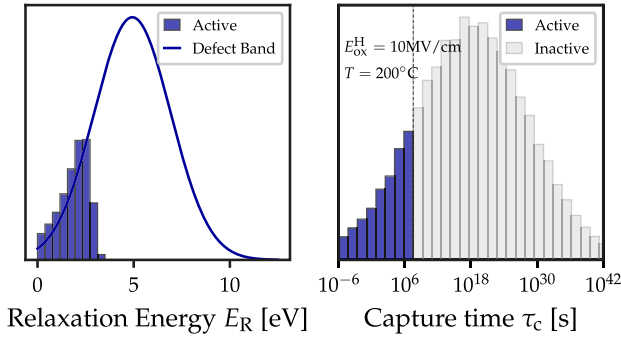 Active
Defect Band
0 5 10
Relaxation Energy E_R [eV]
Active
Inactive
E_ox^H = 10MV/cm
T = 200°C
10^−6 10^6 10^18 10^30 10^42
Capture time τ_c [s]